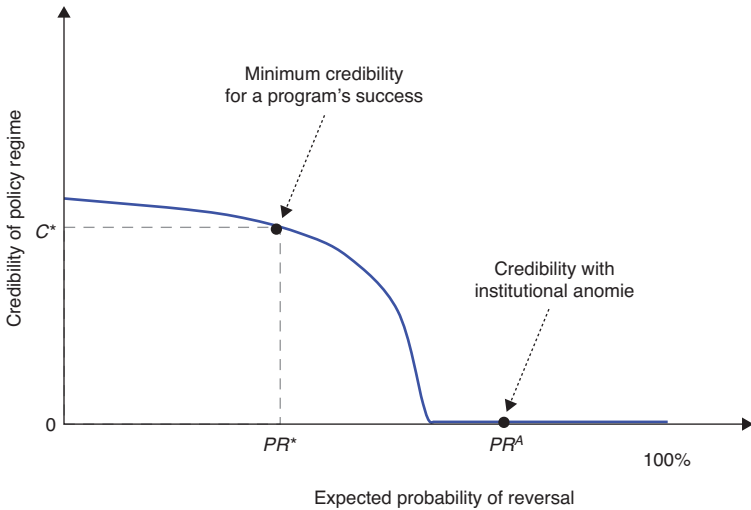 Minimum credibility
for a program's success
Credibility of policy regime
C*
Credibility with
institutional anomie
0
PR*
PRᴬ
100%
Expected probability of reversal